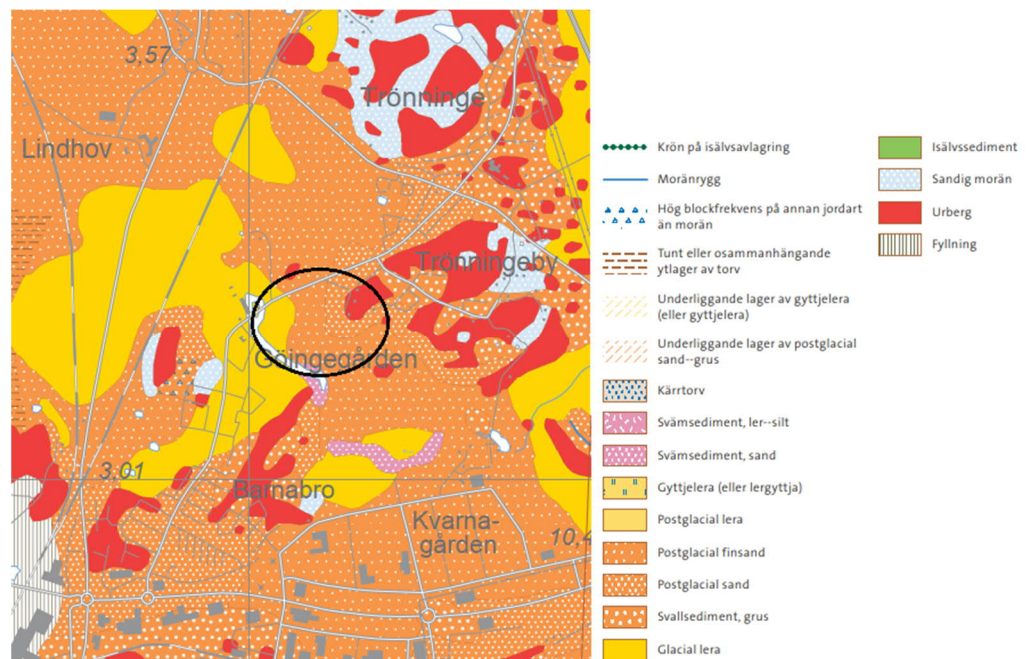 3,57
Trönninge
Lindhov
Trönningeby
Göingegården
3,01
Barnabro
Kvarna-
gården
10,4
Krön på isälvsavlagring
Moränrygg
Hög blockfrekvens på annan jordart
än morän
Tunt eller osammanhängande
ytlager av torv
Underliggande lager av gyttjelera
(eller gyttjelera)
Underliggande lager av postglacial
sand--grus
Kärrtorv
Svämsediment, ler--silt
Svämsediment, sand
Gyttjelera (eller lergyttja)
Postglacial lera
Postglacial finsand
Postglacial sand
Svallsediment, grus
Glacial lera
Isälvssediment
Sandig morän
Urberg
Fyllning